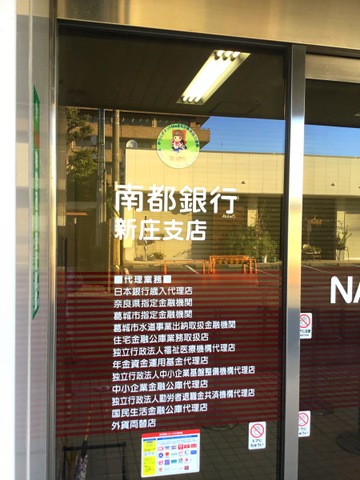 南都銀行
新庄支店
■代理業務■
日本銀行歳入代理店
奈良県指定金融機関
葛城市指定金融機関
葛城市水道事業出納取扱金融機関
住宅金融公庫業務取扱店
独立行政法人福祉医療機構代理店
年金資金運用基金代理店
独立行政法人中小企業基盤整備機構代理店
中小企業金融公庫代理店
独立行政法人勤労者退職金共済機構代理店
国民生活金融公庫代理店
外貨両替店
NA